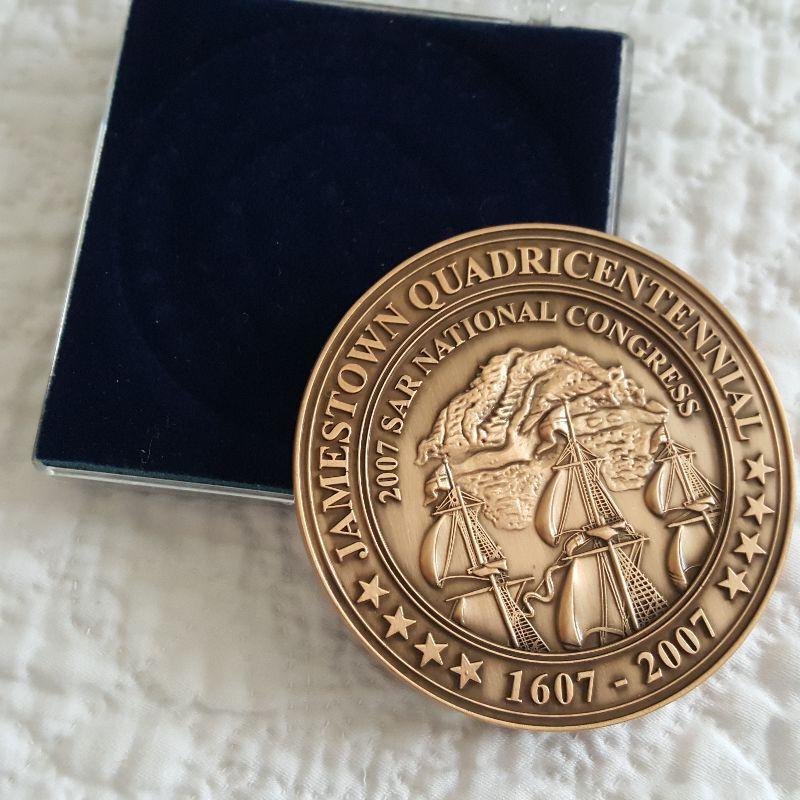 JAMESTOWN QUADRICENTENNIAL
2007 SAR NATIONAL CONGRESS
1607 - 2007